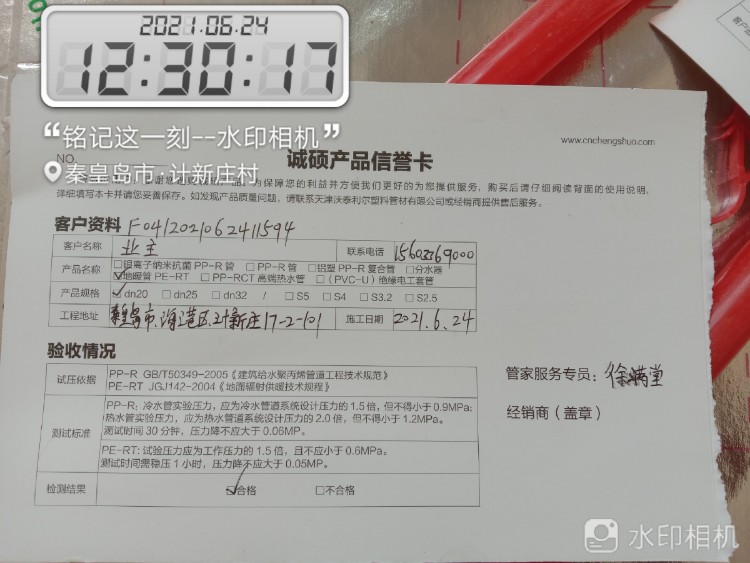 2021.06.24
12:30:17
“铭记这一刻--水印相机”
秦皇岛市·计新庄村
www.cnchengshuo.com
NO.
诚硕产品信誉卡
为保障您的利益并方便我们更好的为您提供服务，购买后请仔细阅读背面的使用说明，
详细填写本卡并请您妥善保存。如发现产品质量问题，请联系天津沃泰利尔塑料管材有限公司或经销商提供售后服务。
客户资料 F0412021062411594
客户名称 业主 联系电话 15603369000
产品名称 □银离子纳米抗菌 PP-R 管 □PP-R 管 □铝塑 PP-R 复合管 □分水器
☑地暖管 PE-RT □PP-RCT 高端热水管 □(PVC-U) 绝缘电工套管
产品规格 ☑dn20 □dn25 □dn32 / □S5 □S4 □S3.2 □S2.5
工程地址 秦皇岛市海港区计新庄17-2-101 施工日期 2021.6.24
验收情况
试压依据 PP-R GB/T50349-2005《建筑给水聚丙烯管道工程技术规范》
PE-RT JGJ142-2004《地面辐射供暖技术规程》
测试标准 PP-R：冷水管实验压力，应为冷水管道系统设计压力的 1.5 倍，但不得小于 0.9MPa；
热水管实验压力，应为热水管道系统设计压力的 2.0 倍，但不得小于 1.2MPa。
测试时间 30 分钟，压力降不应大于 0.06MP。
PE-RT: 试验压力应为工作压力的 1.5 倍，且不应小于 0.6MPa。
测试时间需稳压 1 小时，压力降不应大于 0.05MP。
检测结果 ☑合格 □不合格
管家服务专员：徐满堂
经销商（盖章）
水印相机